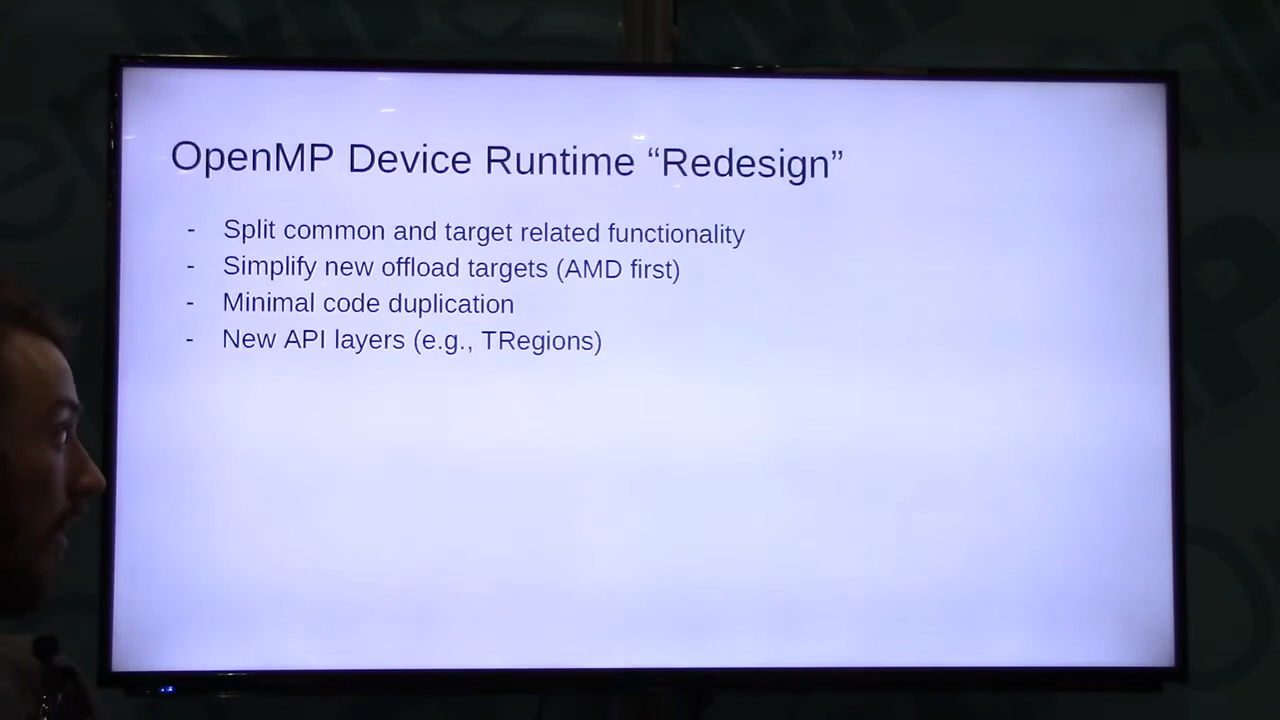 OpenMP Device Runtime “Redesign”
- Split common and target related functionality
- Simplify new offload targets (AMD first)
- Minimal code duplication
- New API layers (e.g., TRegions)